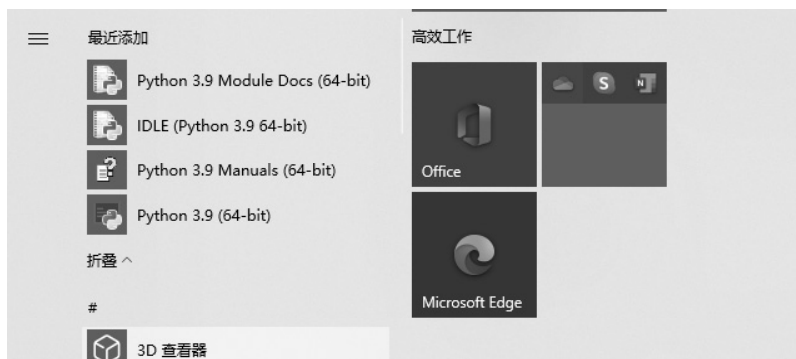 最近添加
Python 3.9 Module Docs (64-bit)
IDLE (Python 3.9 64-bit)
Python 3.9 Manuals (64-bit)
Python 3.9 (64-bit)
折叠
#
3D 查看器
高效工作
Office
S
N
Microsoft Edge